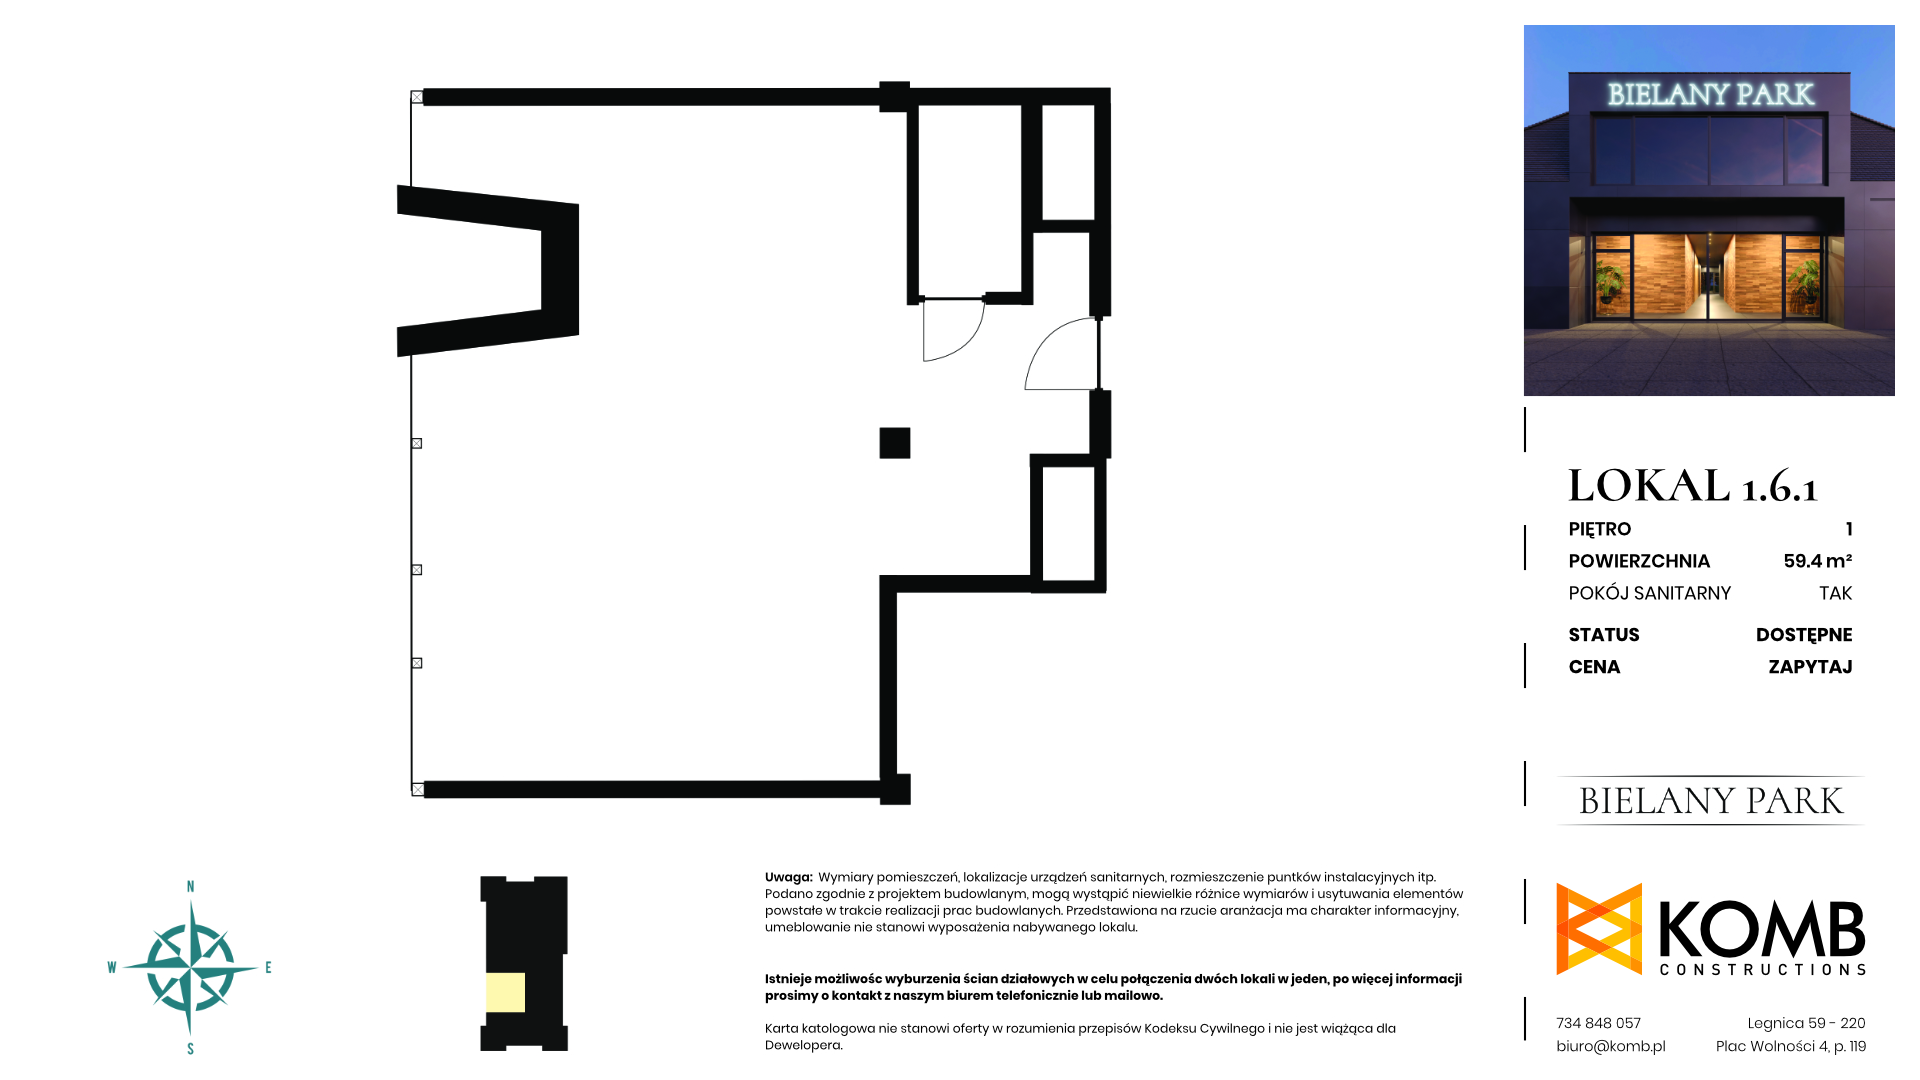 BIELANY PARK
LOKAL 1.6.1
PIĘTRO 1
POWIERZCHNIA 59.4 m²
POKÓJ SANITARNY TAK
STATUS DOSTĘPNE
CENA ZAPYTAJ
BIELANY PARK
KOMB
CONSTRUCTIONS
734 848 057 Legnica 59 - 220
biuro@komb.pl Plac Wolności 4, p. 119
N
W E
S
Uwaga: Wymiary pomieszczeń, lokalizacje urządzeń sanitarnych, rozmieszczenie puntków instalacyjnych itp.
Podano zgodnie z projektem budowlanym, mogą wystąpić niewielkie różnice wymiarów i usytuwania elementów
powstałe w trakcie realizacji prac budowlanych. Przedstawiona na rzucie aranżacja ma charakter informacyjny,
umeblowanie nie stanowi wyposażenia nabywanego lokalu.
Istnieje możliwośc wyburzenia ścian działowych w celu połączenia dwóch lokali w jeden, po więcej informacji
prosimy o kontakt z naszym biurem telefonicznie lub mailowo.
Karta katologowa nie stanowi oferty w rozumienia przepisów Kodeksu Cywilnego i nie jest wiążąca dla
Dewelopera.